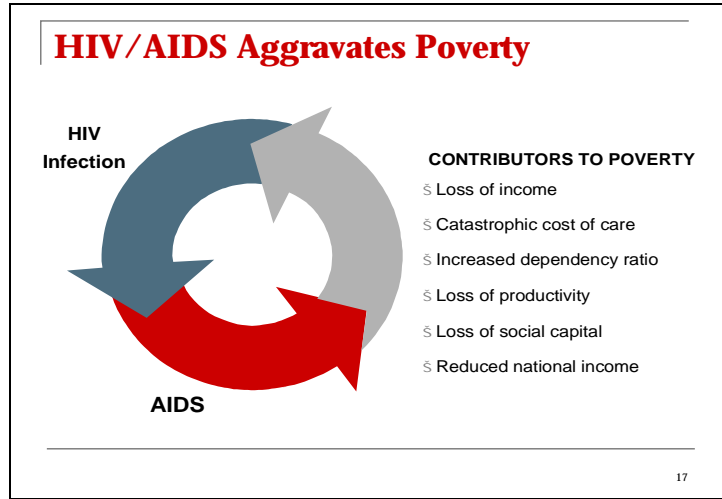 HIV/AIDS Aggravates Poverty
HIV
Infection
AIDS
CONTRIBUTORS TO POVERTY
Š Loss of income
Š Catastrophic cost of care
Š Increased dependency ratio
Š Loss of productivity
Š Loss of social capital
Š Reduced national income
17